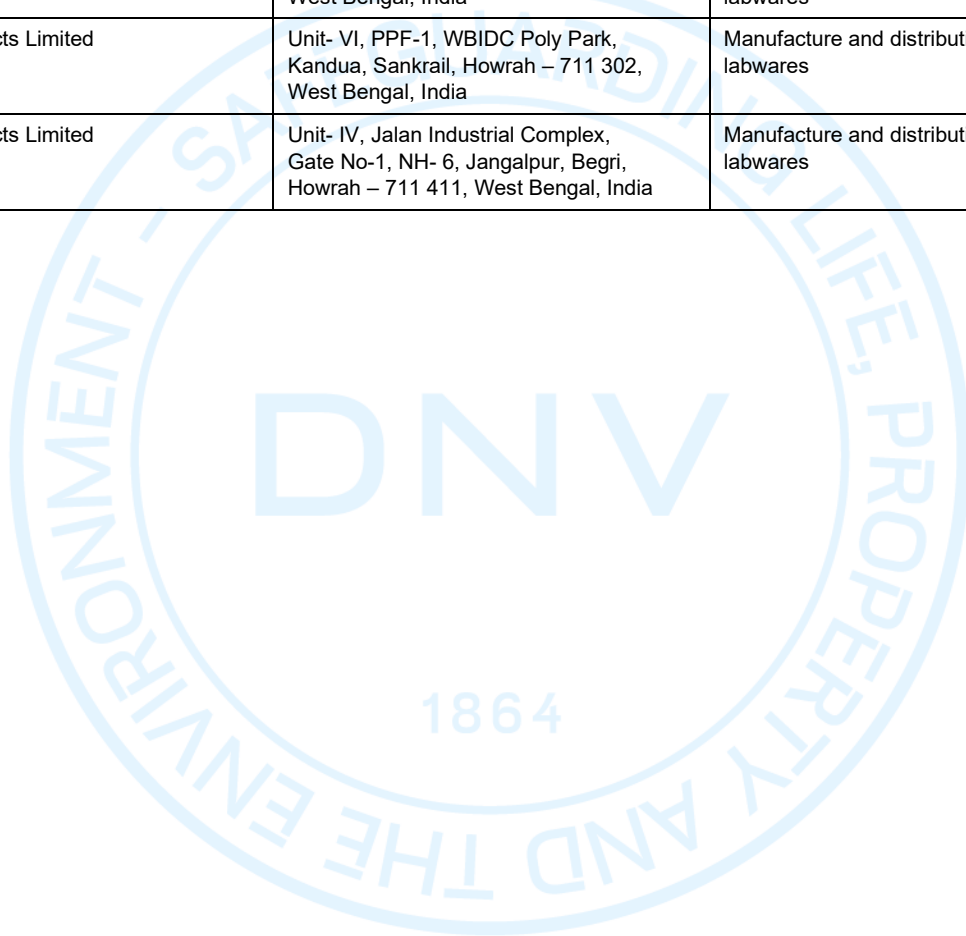 West Bengal, India
labwares
cts Limited
Unit- VI, PPF-1, WBIDC Poly Park,
Kandua, Sankrail, Howrah – 711 302,
West Bengal, India
Manufacture and distribut
labwares
cts Limited
Unit- IV, Jalan Industrial Complex,
Gate No-1, NH- 6, Jangalpur, Begri,
Howrah – 711 411, West Bengal, India
Manufacture and distribut
labwares
SAFEGUARDING LIFE, PROPERTY AND THE ENVIRONMENT –
DNV
1864